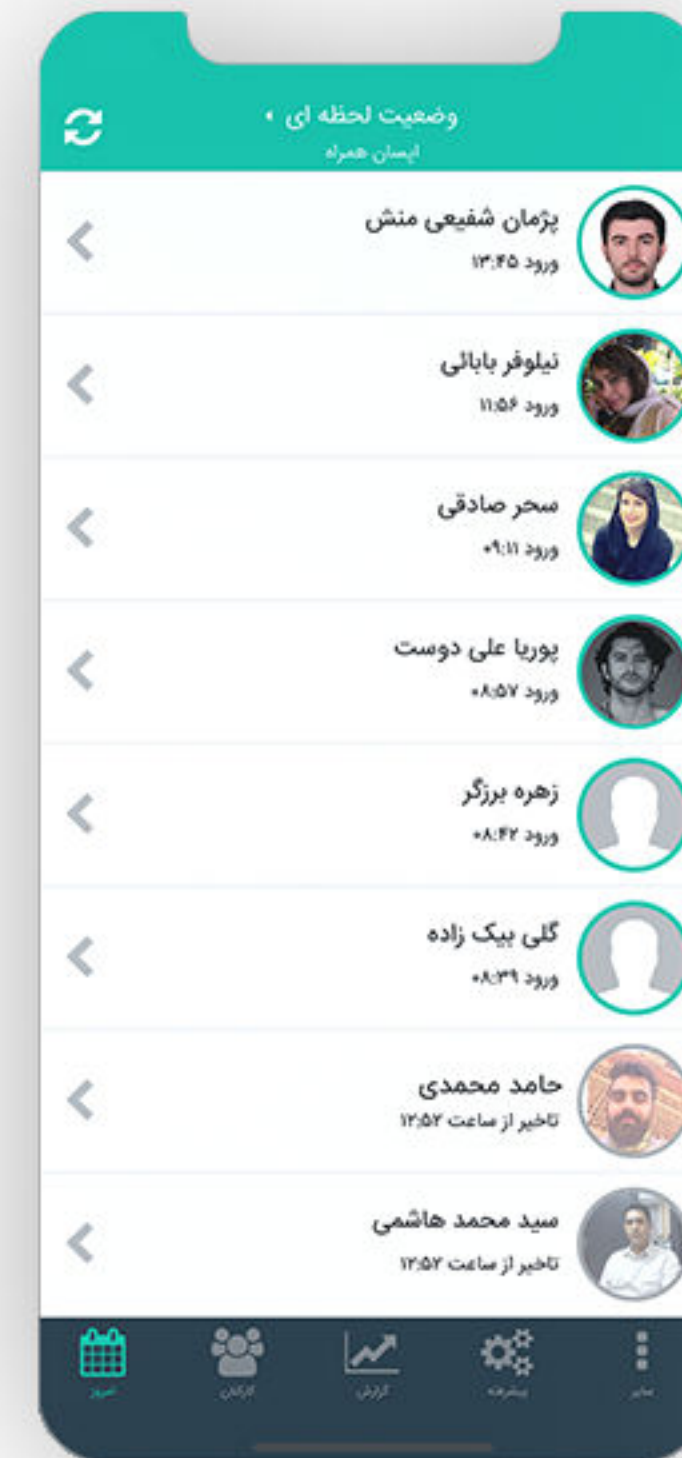 وضعیت لحظه ای
ایسان همراه
پژمان شفیعی منش
ورود ۱۳:۴۵
نیلوفر بابائی
ورود ۱۱:۵۶
سحر صادقی
ورود ۰۹:۱۱
پوریا علی دوست
ورود ۰۸:۵۷
زهره برزگر
ورود ۰۸:۴۲
گلی بیک زاده
ورود ۰۸:۳۹
حامد محمدی
تاخیر از ساعت ۱۲:۵۲
سید محمد هاشمی
تاخیر از ساعت ۱۲:۵۲
سایر پیشرفته گزارش کارکنان امروز